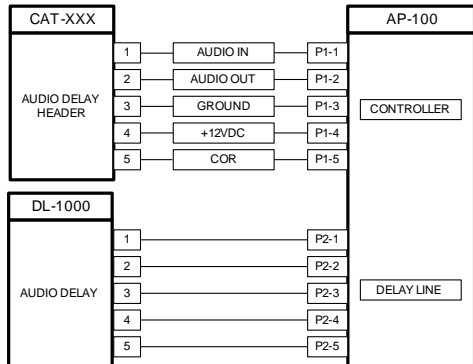 CAT-XXX
AP-100
1 AUDIO IN P1-1
2 AUDIO OUT P1-2
AUDIO DELAY
HEADER
3 GROUND P1-3
CONTROLLER
4 +12VDC P1-4
5 COR P1-5
DL-1000
1 P2-1
2 P2-2
AUDIO DELAY
3 P2-3
DELAY LINE
4 P2-4
5 P2-5